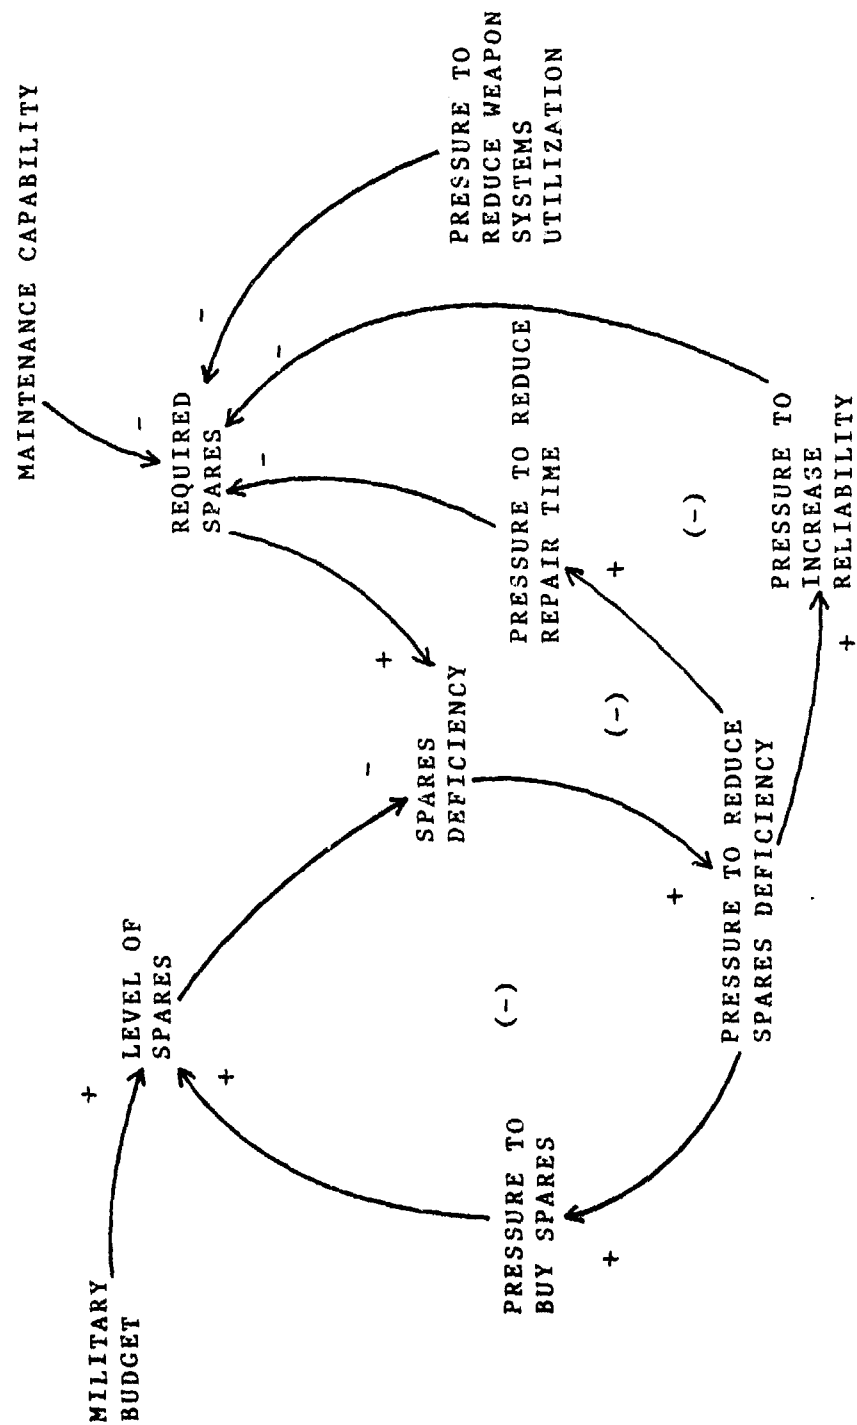 MAINTENANCE CAPABILITY
MILITARY
BUDGET
+
LEVEL OF
SPARES
-
REQUIRED
SPARES
-
+
-
-
-
+
SPARES
DEFICIENCY
PRESSURE TO
REDUCE WEAPON
SYSTEMS
UTILIZATION
(-)
PRESSURE TO
BUY SPARES
PRESSURE TO REDUCE
REPAIR TIME
+
(-)
+
+
(-)
PRESSURE TO REDUCE
SPARES DEFICIENCY
PRESSURE TO
INCREASE
RELIABILITY
+